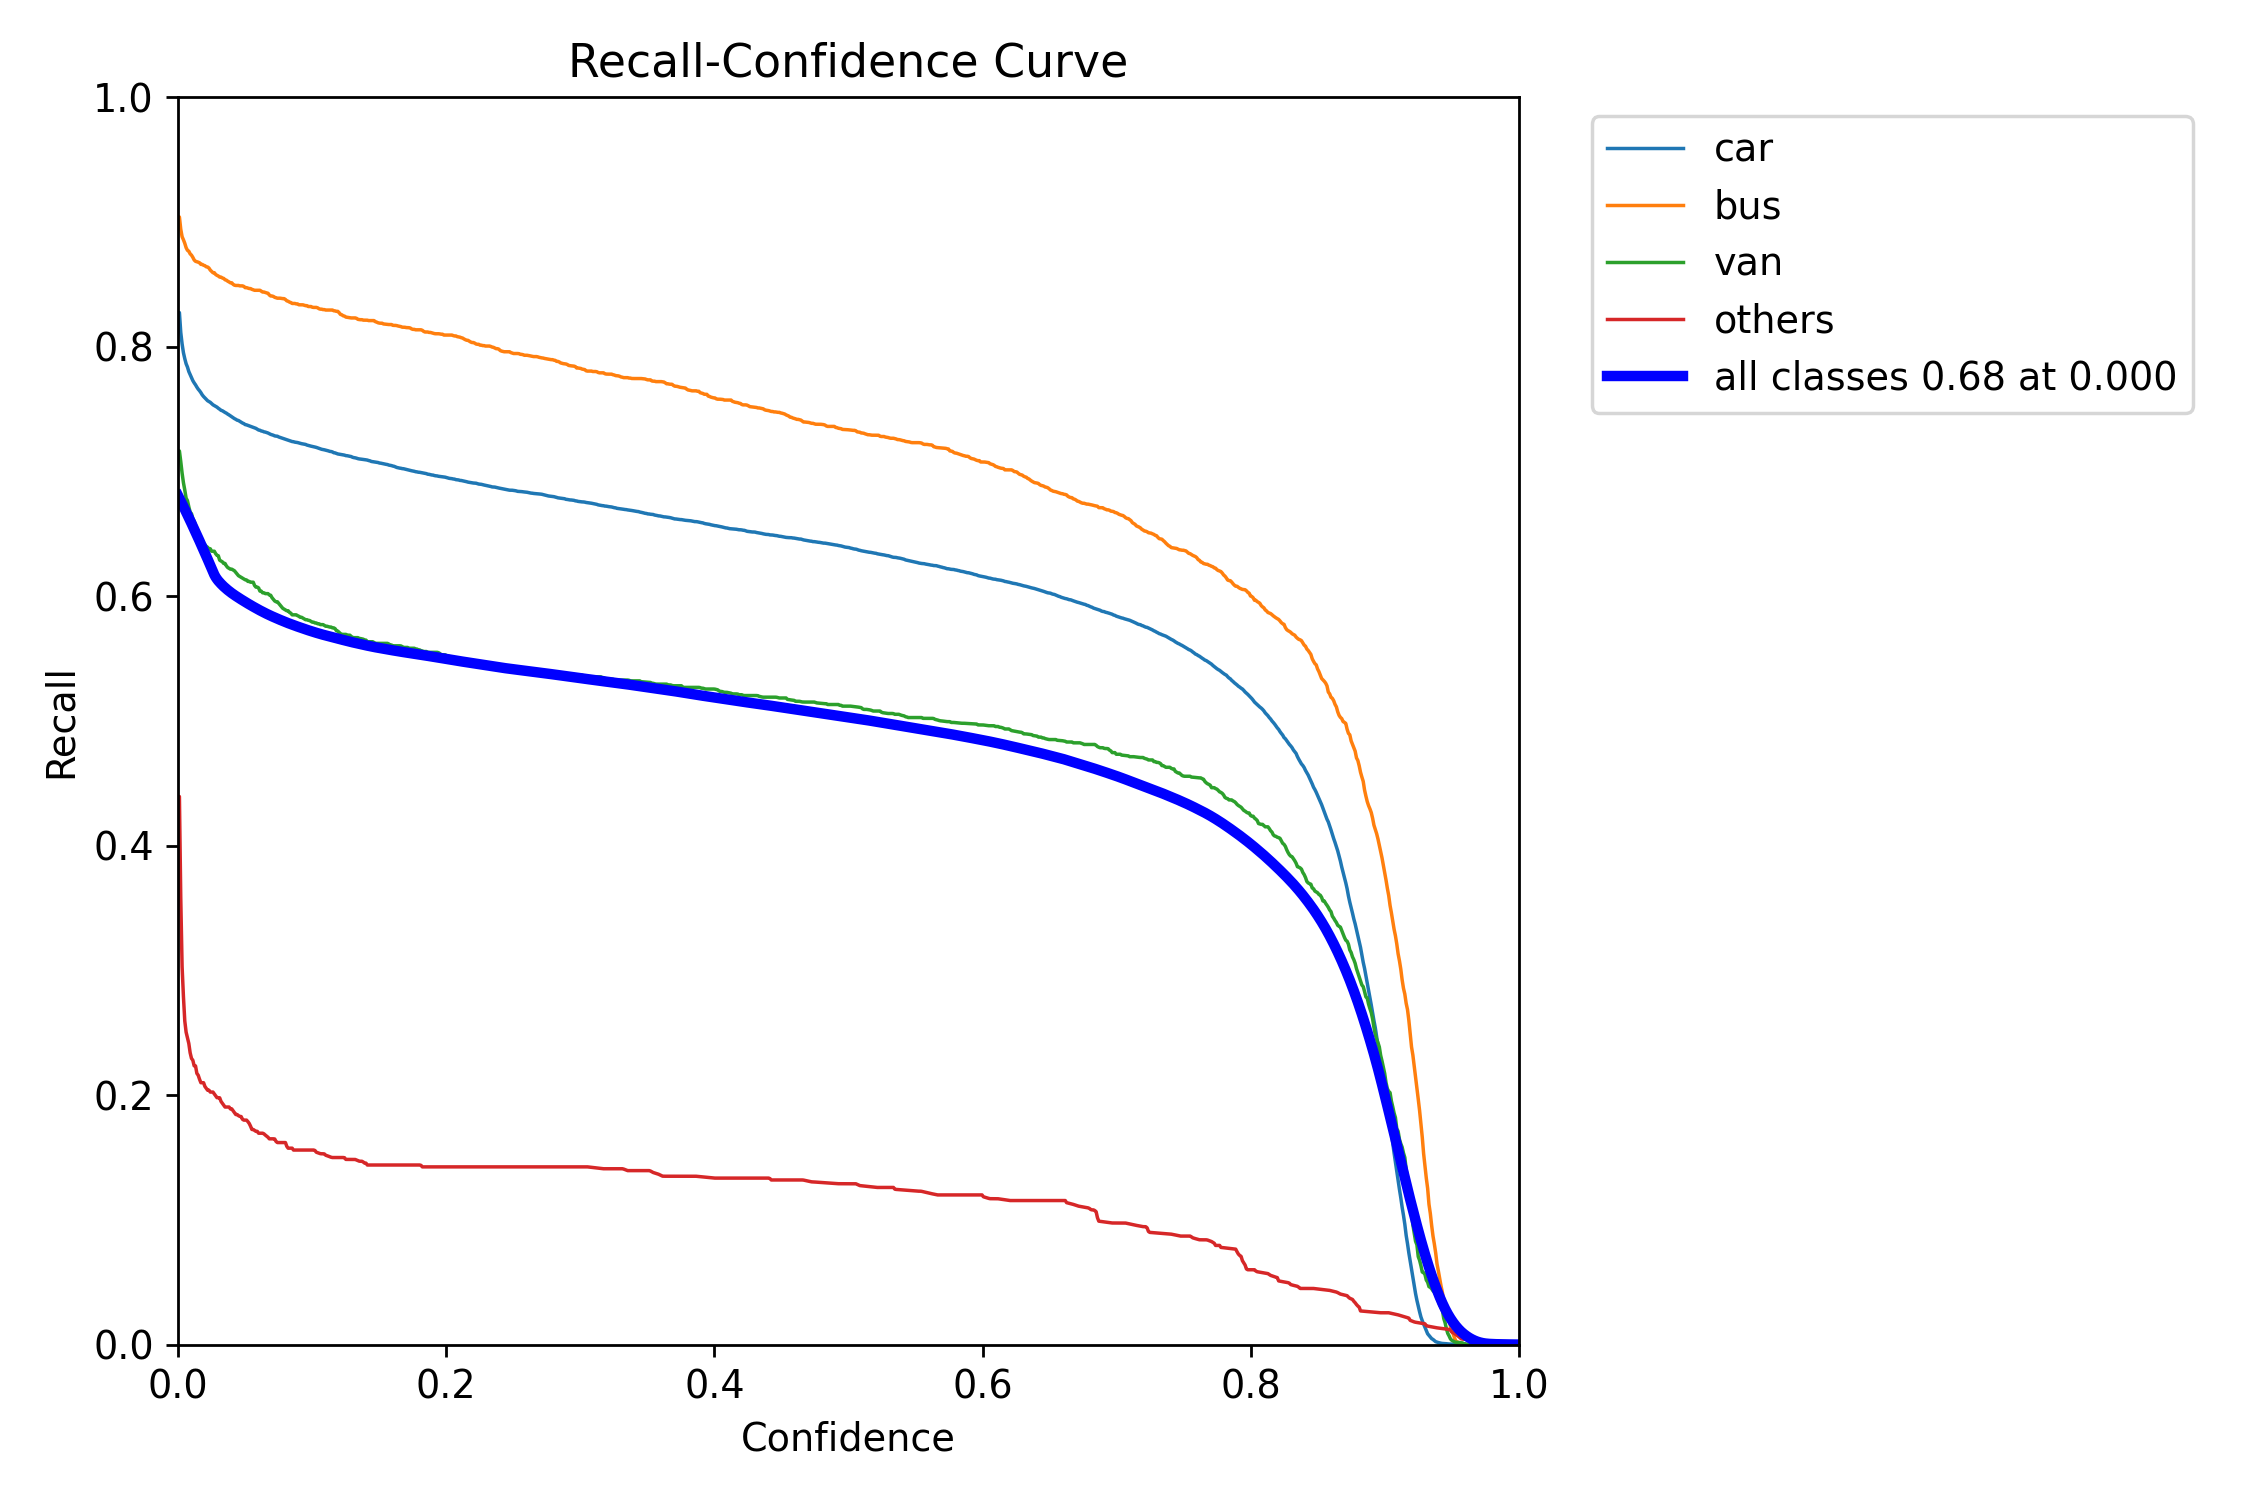 Recall-Confidence Curve
1.0
0.8
0.6
0.4
0.2
0.0
Recall
0.0 0.2 0.4 0.6 0.8 1.0
Confidence
car
bus
van
others
all classes 0.68 at 0.000